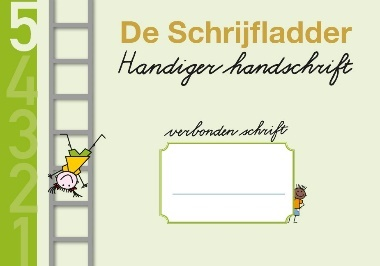 De Schrijfladder
Handiger handschrift
verbonden schrift
5
4
3
2
1